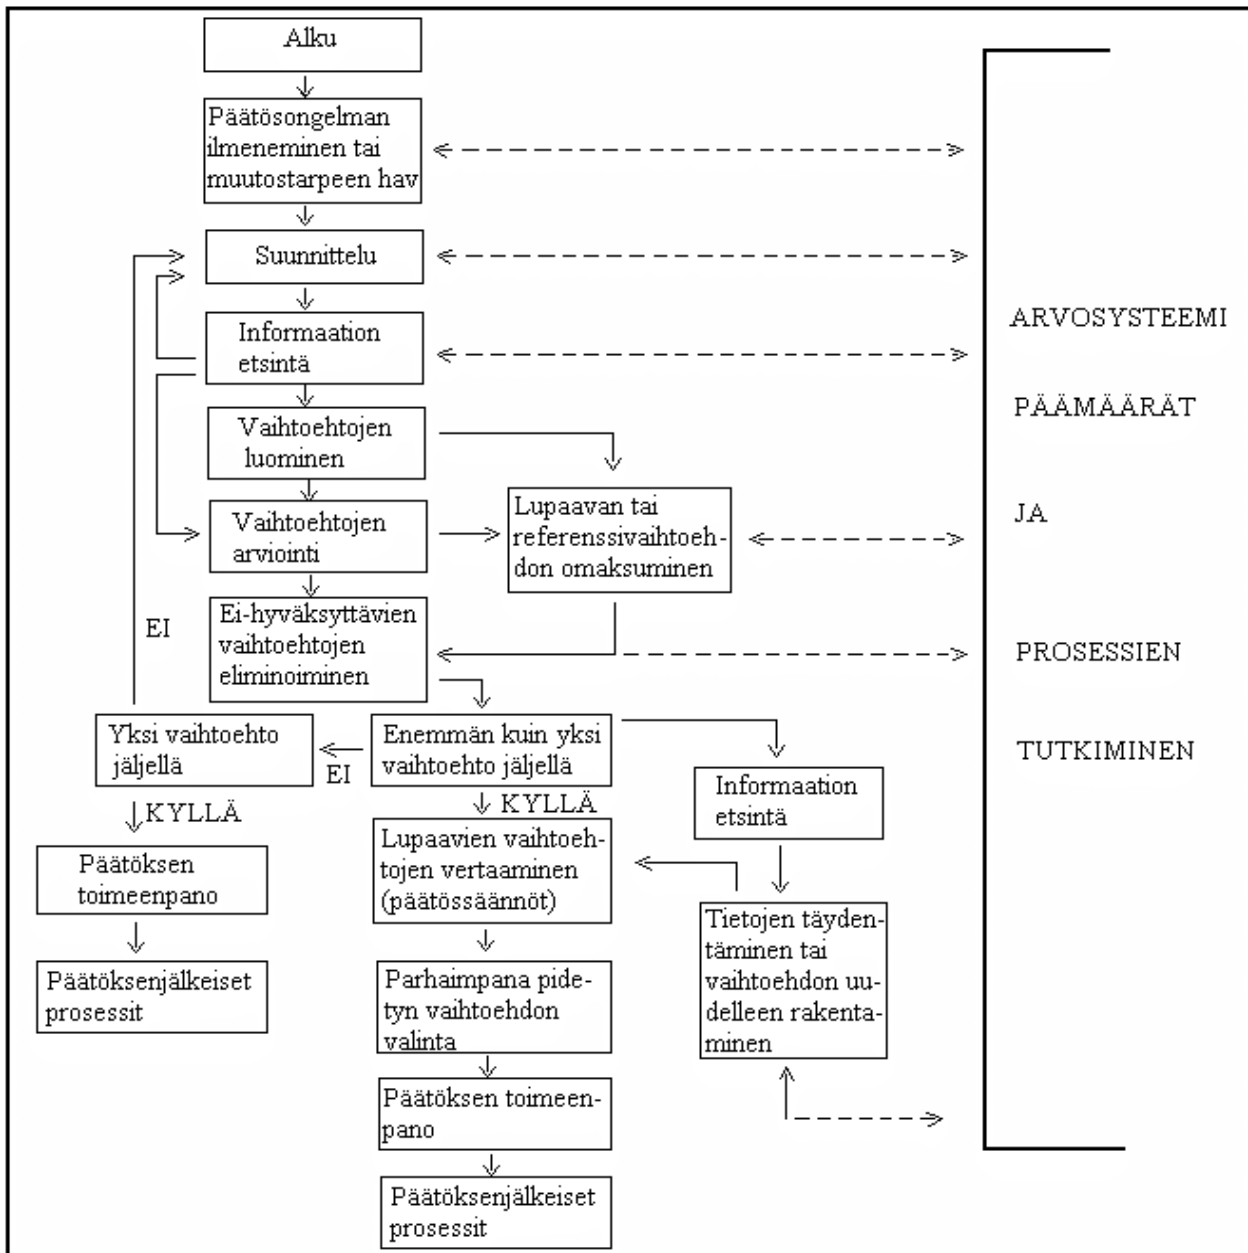 Alku
Päätösongelman
ilmeneminen tai
muutostarpeen hav
Suunnittelu
Informaation
etsintä
Vaihtoehtojen
luominen
Vaihtoehtojen
arviointi
Lupaavan tai
referenssivaihtoeh-
don omaksuminen
Ei-hyväksyttävien
vaihtoehtojen
eliminoiminen
EI
Yksi vaihtoehto
jäljellä
EI
Enemmän kuin yksi
vaihtoehto jäljellä
Informaation
etsintä
KYLLÄ
KYLLÄ
Päätöksen
toimeenpano
Lupaavien vaihtoeh-
tojen vertaaminen
(päätössäännöt)
Tietojen täyden-
täminen tai
vaihtoehdon uu-
delleen rakenta-
minen
Päätöksenjälkeiset
prosessit
Parhaimpana pide-
tyn vaihtoehdon
valinta
Päätöksen toimeen-
pano
Päätöksenjälkeiset
prosessit
ARVOSYSTEEMI
PÄÄMÄÄRÄT
JA
PROSESSIEN
TUTKIMINEN